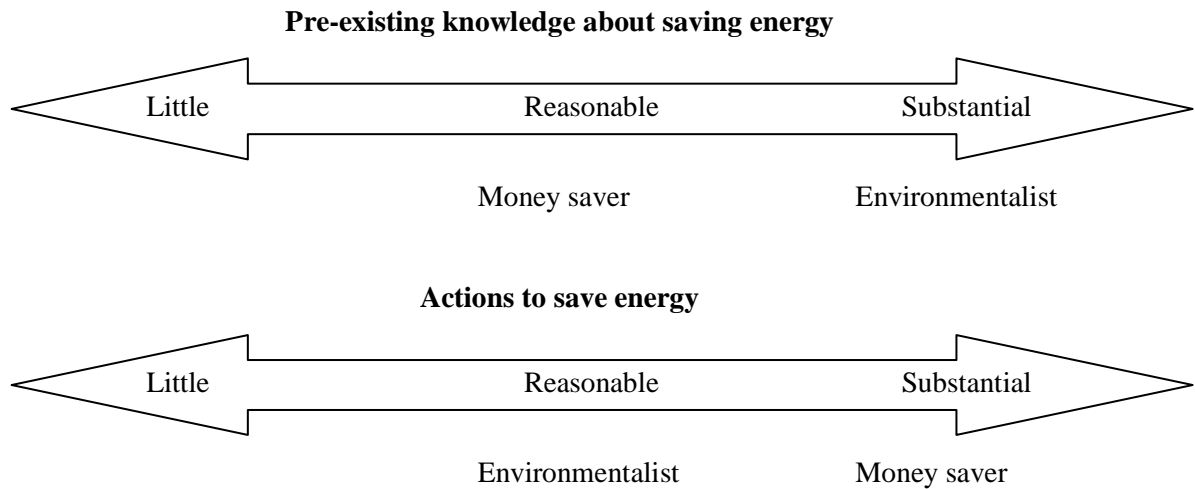 Pre-existing knowledge about saving energy
Little Reasonable Substantial
Money saver Environmentalist
Actions to save energy
Little Reasonable Substantial
Environmentalist Money saver